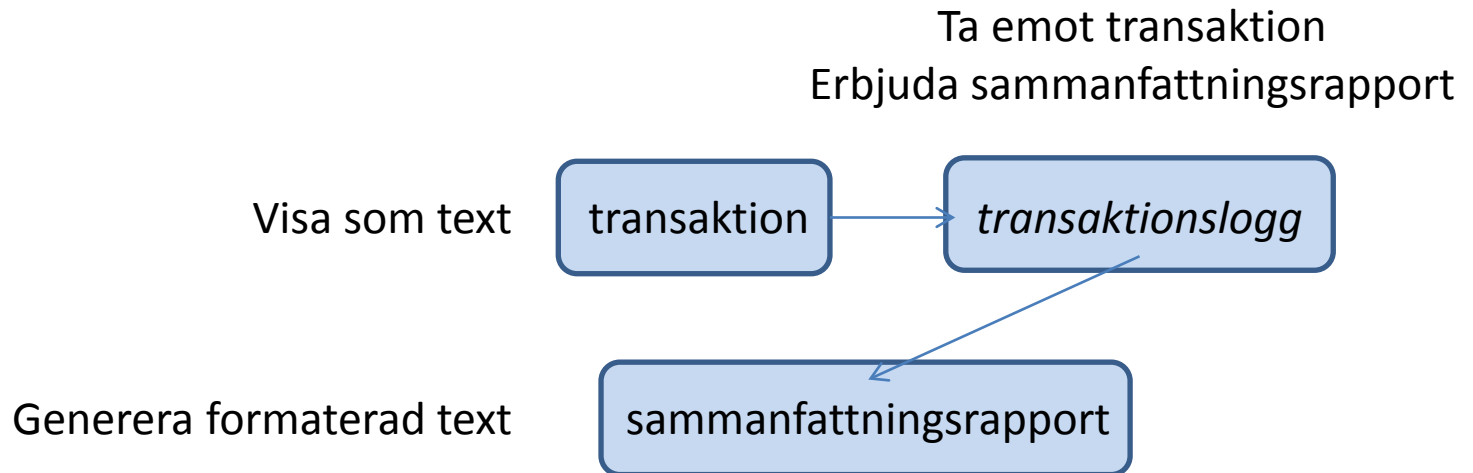 Ta emot transaktion
Erbjuda sammanfattningsrapport
Visa som text
transaktion
transaktionslogg
Generera formaterad text
sammanfattningsrapport